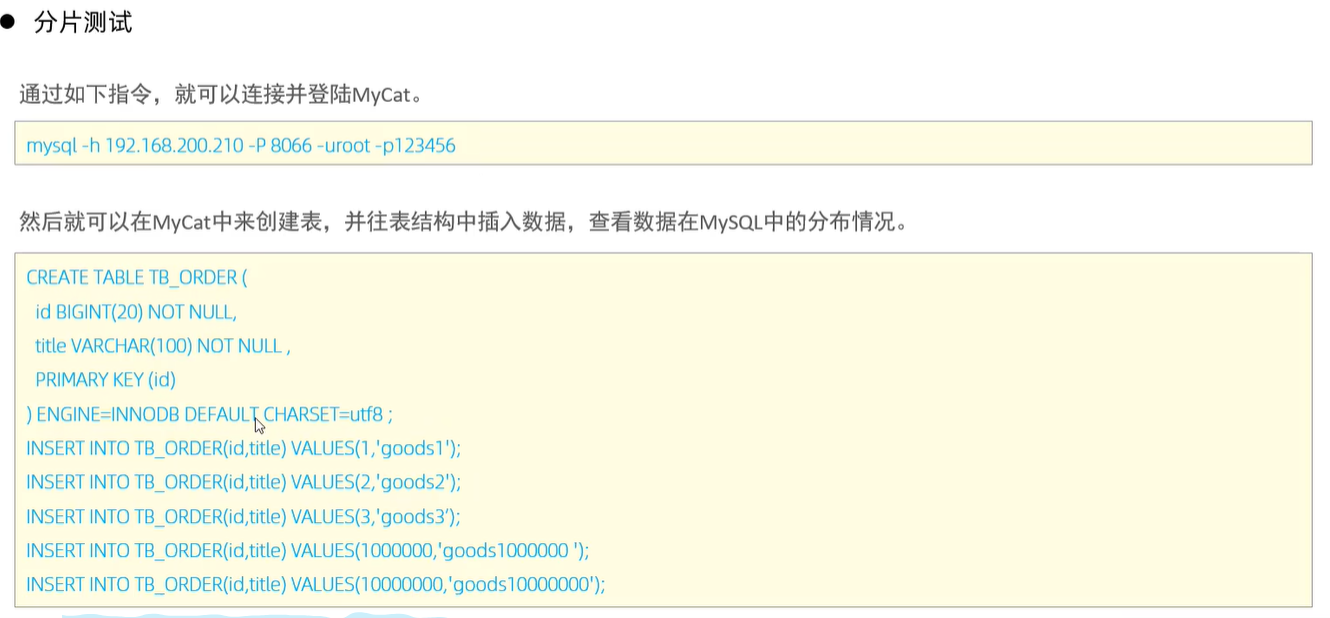 ● 分片测试
通过如下指令，就可以连接并登陆MyCat。
mysql -h 192.168.200.210 -P 8066 -uroot -p123456
然后就可以在MyCat中来创建表，并往表结构中插入数据，查看数据在MySQL中的分布情况。
CREATE TABLE TB_ORDER (
id BIGINT(20) NOT NULL,
title VARCHAR(100) NOT NULL ,
PRIMARY KEY (id)
) ENGINE=INNODB DEFAULT CHARSET=utf8 ;
INSERT INTO TB_ORDER(id,title) VALUES(1,'goods1');
INSERT INTO TB_ORDER(id,title) VALUES(2,'goods2');
INSERT INTO TB_ORDER(id,title) VALUES(3,'goods3’);
INSERT INTO TB_ORDER(id,title) VALUES(1000000,'goods1000000 ');
INSERT INTO TB_ORDER(id,title) VALUES(10000000,'goods10000000');